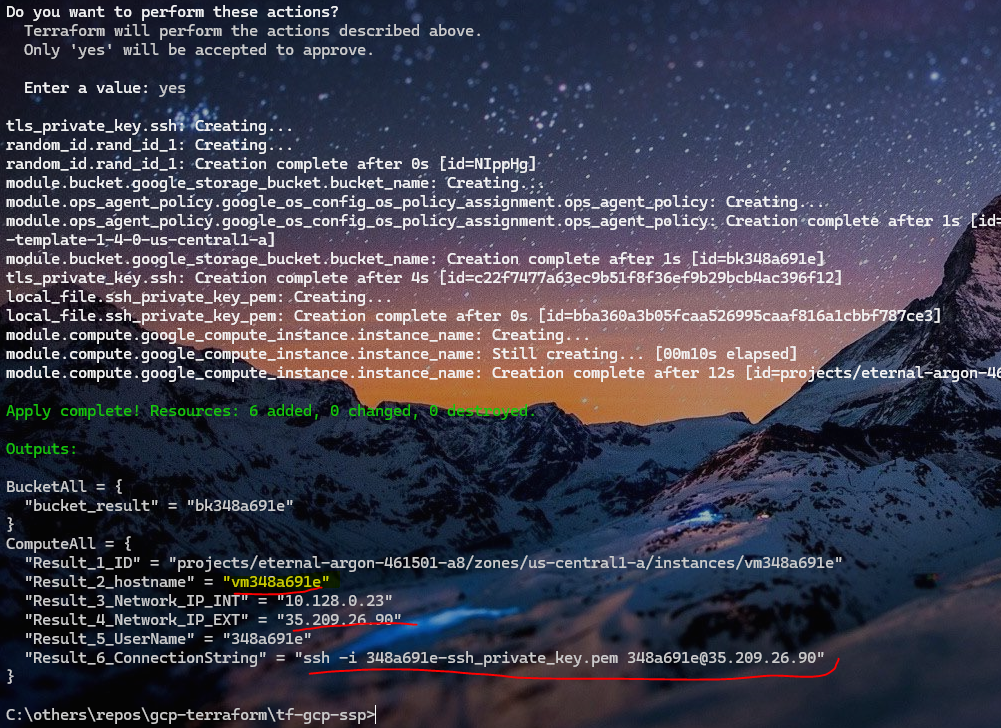 Do you want to perform these actions?
Terraform will perform the actions described above.
Only 'yes' will be accepted to approve.
Enter a value: yes
tls_private_key.ssh: Creating...
random_id.rand_id_1: Creating...
random_id.rand_id_1: Creation complete after 0s [id=NIppHg]
module.bucket.google_storage_bucket.bucket_name: Creating...
module.ops_agent_policy.google_os_config_os_policy_assignment.ops_agent_policy: Creating...
module.ops_agent_policy.google_os_config_os_policy_assignment.ops_agent_policy: Creation complete after 1s [id=
-template-1-4-0-us-central1-a]
module.bucket.google_storage_bucket.bucket_name: Creation complete after 1s [id=bk348a691e]
tls_private_key.ssh: Creation complete after 4s [id=c22f7477a63ec9b51f8f36ef9b29bcb4ac396f12]
local_file.ssh_private_key_pem: Creating...
local_file.ssh_private_key_pem: Creation complete after 0s [id=bba360a3b05fcaa526995caaf816a1cbbf787ce3]
module.compute.google_compute_instance.instance_name: Creating...
module.compute.google_compute_instance.instance_name: Still creating... [00m10s elapsed]
module.compute.google_compute_instance.instance_name: Creation complete after 12s [id=projects/eternal-argon-46
Apply complete! Resources: 6 added, 0 changed, 0 destroyed.
Outputs:
BucketAll = {
"bucket_result" = "bk348a691e"
}
ComputeAll = {
"Result_1_ID" = "projects/eternal-argon-461501-a8/zones/us-central1-a/instances/vm348a691e"
"Result_2_hostname" = "vm348a691e"
"Result_3_Network_IP_INT" = "10.128.0.23"
"Result_4_Network_IP_EXT" = "35.209.26.90"
"Result_5_UserName" = "348a691e"
"Result_6_ConnectionString" = "ssh -i 348a691e-ssh_private_key.pem 348a691e@35.209.26.90"
}
C:\others\repos\gcp-terraform\tf-gcp-ssp>